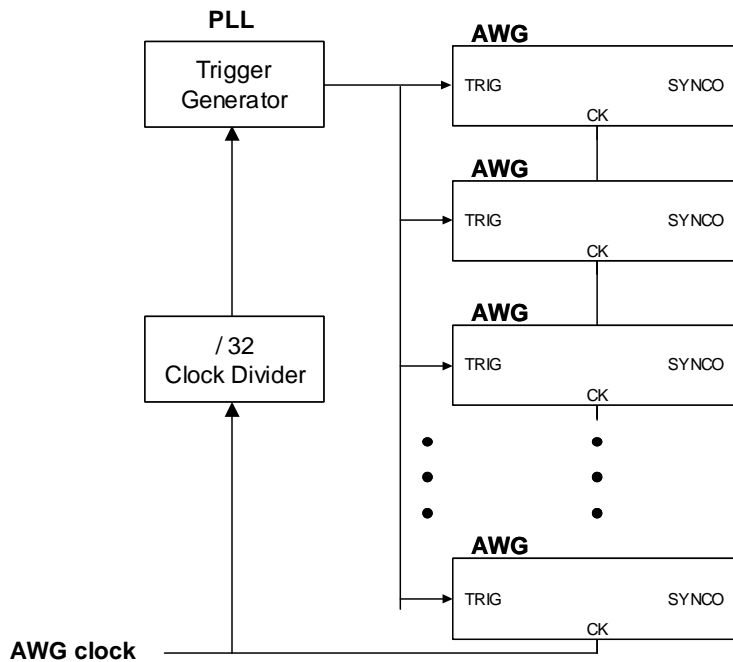 PLL
Trigger
Generator
AWG
TRIG
SYNCO
CK
AWG
TRIG
SYNCO
CK
AWG
TRIG
SYNCO
CK
/ 32
Clock Divider
AWG
TRIG
SYNCO
CK
AWG clock